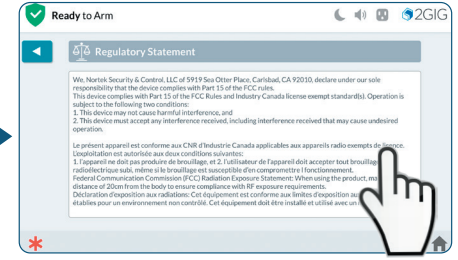 Ready to Arm
2GIG
Regulatory Statement
We, Nortek Security & Control, LLC of 5919 Sea Otter Place, Carlsbad, CA 92010, declare under our sole
responsibility that the device complies with Part 15 of the FCC rules.
This device complies with Part 15 of the FCC Rules and Industry Canada license exempt standard(s). Operation is
subject to the following two conditions:
1. This device may not cause harmful interference, and
2. This device must accept any interference received, including interference received that may cause undesired
operation.
Le présent appareil est conforme aux CNR d'Industrie Canada applicables aux appareils radio exempts de licence.
L'exploitation est autorisée aux deux conditions suivantes:
1. l'appareil ne doit pas produire de brouillage, et 2. l'utilisateur de l'appareil doit accepter tout brouillage
radioélectrique subi, même si le brouillage est susceptible d'en compromettre l fonctionnement.
Federal Communication Commission (FCC) Radiation Exposure Statement: When using the product, ma
distance of 20cm from the body to ensure compliance with RF exposure requirements.
Déclaration d'exposition aux radiations: Cet équipement est conforme aux limites d'exposition au
établies pour un environnement non contrôlé. Cet équipement doit être installé et utilisé avec un